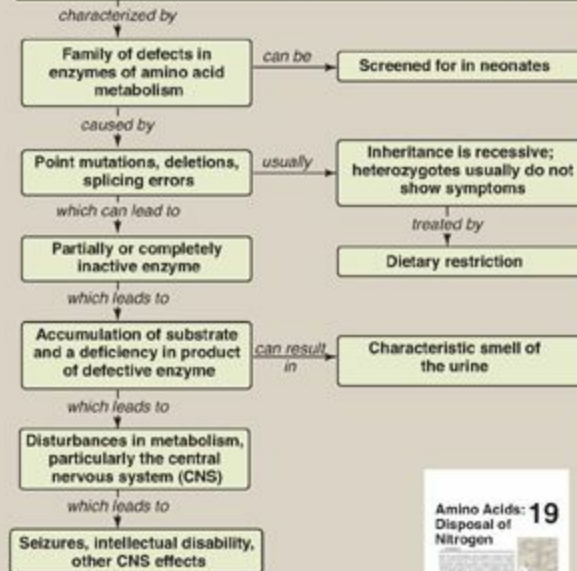 characterized by
Family of defects in
enzymes of amino acid
metabolism
can be
Screened for in neonates
caused by
Point mutations, deletions,
splicing errors
usually
Inheritance is recessive;
heterozygotes usually do not
show symptoms
which can lead to
treated by
Partially or completely
inactive enzyme
Dietary restriction
which leads to
Accumulation of substrate
and a deficiency in product
of defective enzyme
can result
in
Characteristic smell of
the urine
which leads to
Disturbances in metabolism,
particularly the central
nervous system (CNS)
which leads to
Seizures, intellectual disability,
other CNS effects
Amino Acids: 19
Disposal of
Nitrogen